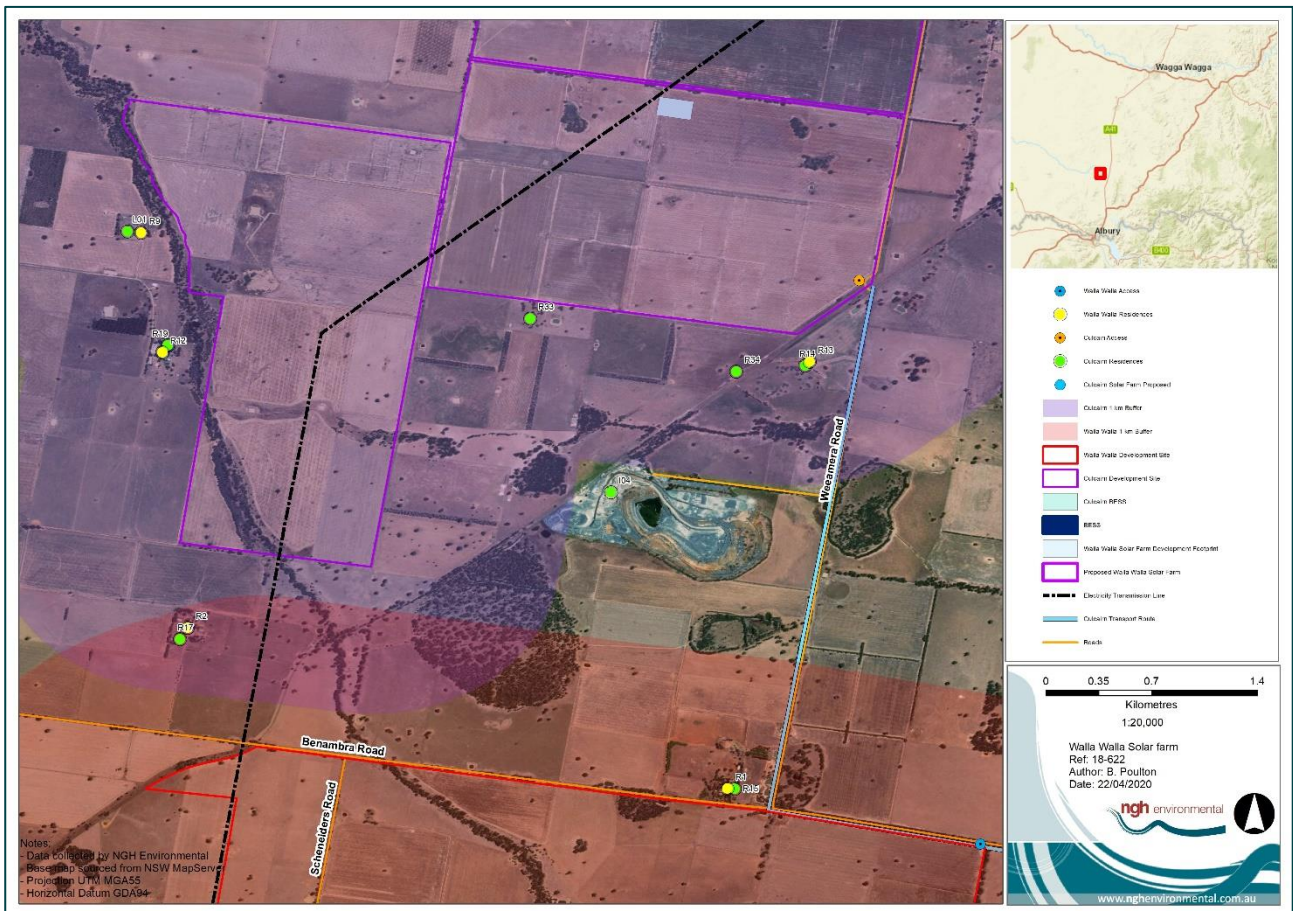 L01 R9
R19
R12
R33
R34
R14 R13
I04
Weeamera Road
R2
R17
Benambra Road
Scheneiders Road
R1
Notes:
- Data collected by NGH Environmental
- Base map sourced from NSW MapServ
- Projection UTM MGA55
- Horizontal Datum GDA94
Wagga Wagga
A41
Albury
B400
Walla Walla Access
Walla Walla Residences
Culcairn Access
Culcairn Residences
Culcairn Solar Farm Proposed
Culcairn 1 km Buffer
Walla Walla 1 km Buffer
Walla Walla Development Site
Culcairn Development Site
Culcairn BESS
BESS
Walla Walla Solar Farm Development Footprint
Proposed Walla Walla Solar Farm
Electricity Transmission Line
Culcairn Transport Route
Roads
0 0.35 0.7 1.4
Kilometres
1:20,000
Walla Walla Solar farm
Ref: 18-622
Author: B. Poulton
Date: 22/04/2020
ngh environmental
www.nghenvironmental.com.au